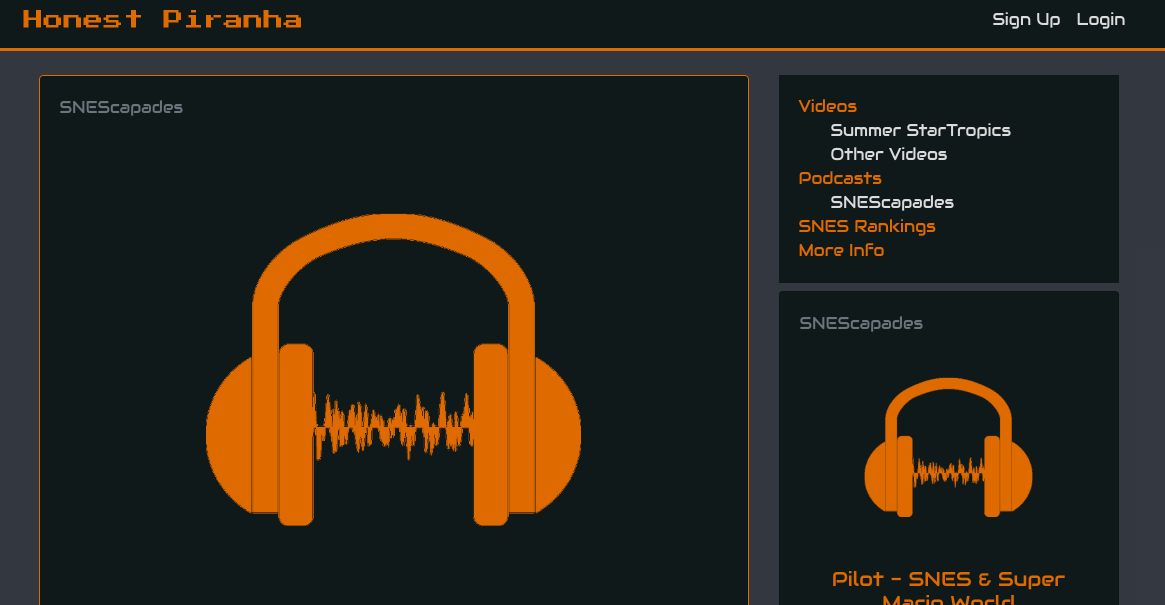 Honest Piranha
Sign Up Login
SNEScapades
Videos
Summer StarTropics
Other Videos
Podcasts
SNEScapades
SNES Rankings
More Info
SNEScapades
Pilot - SNES & Super
Mario World